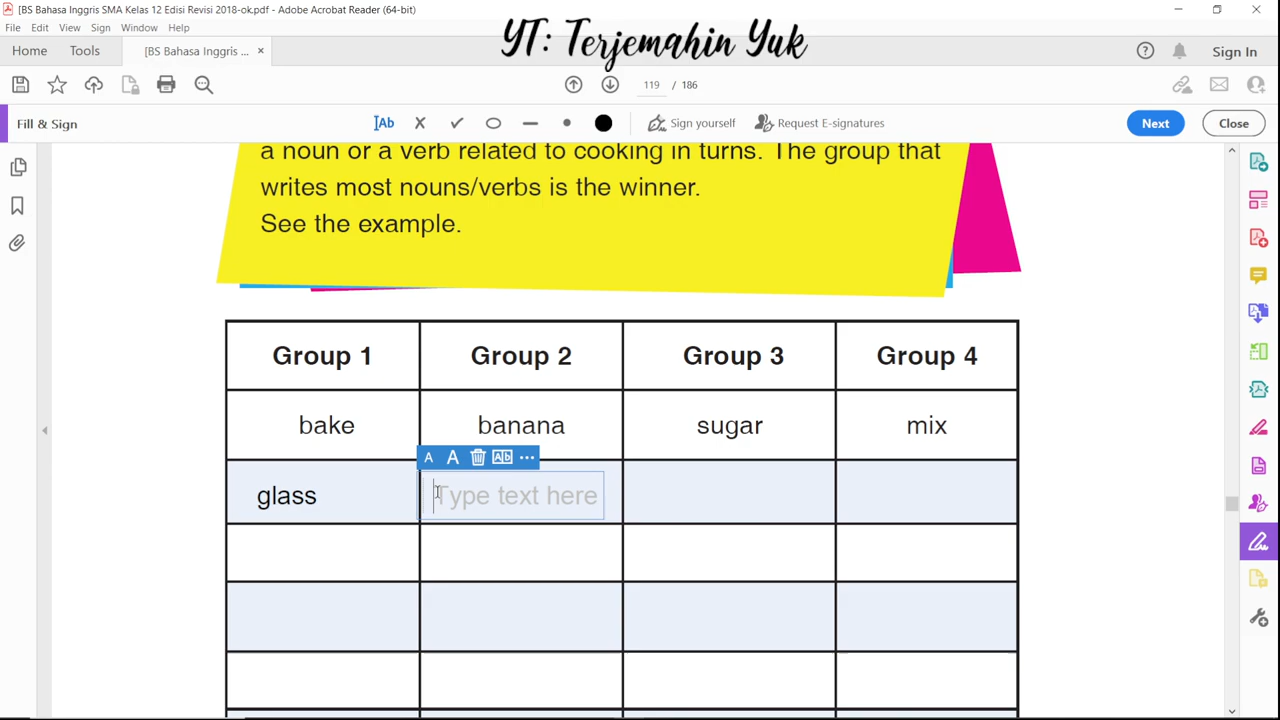 [BS Bahasa Inggris SMA Kelas 12 Edisi Revisi 2018-ok.pdf - Adobe Acrobat Reader (64-bit)
File Edit View Sign Window Help
YT: Terjemahin Yuk
Home Tools [BS Bahasa Inggris ... × Sign In
119 / 186
Fill & Sign Ab Sign yourself Request E-signatures Next Close
a noun or a verb related to cooking in turns. The group that
writes most nouns/verbs is the winner.
See the example.
Group 1 Group 2 Group 3 Group 4
bake banana sugar mix
A A Ab ...
glass Type text here